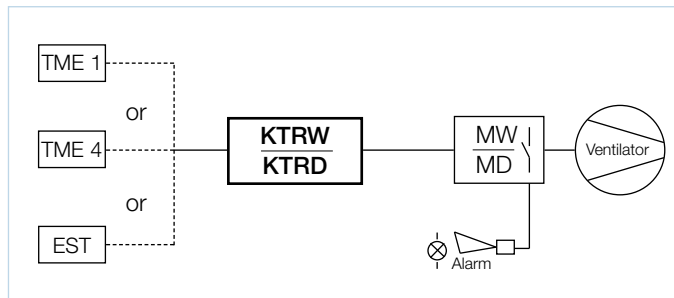 TME 1
or
TME 4
or
EST
KTRW
KTRD
MW
MD
Ventilator
Alarm